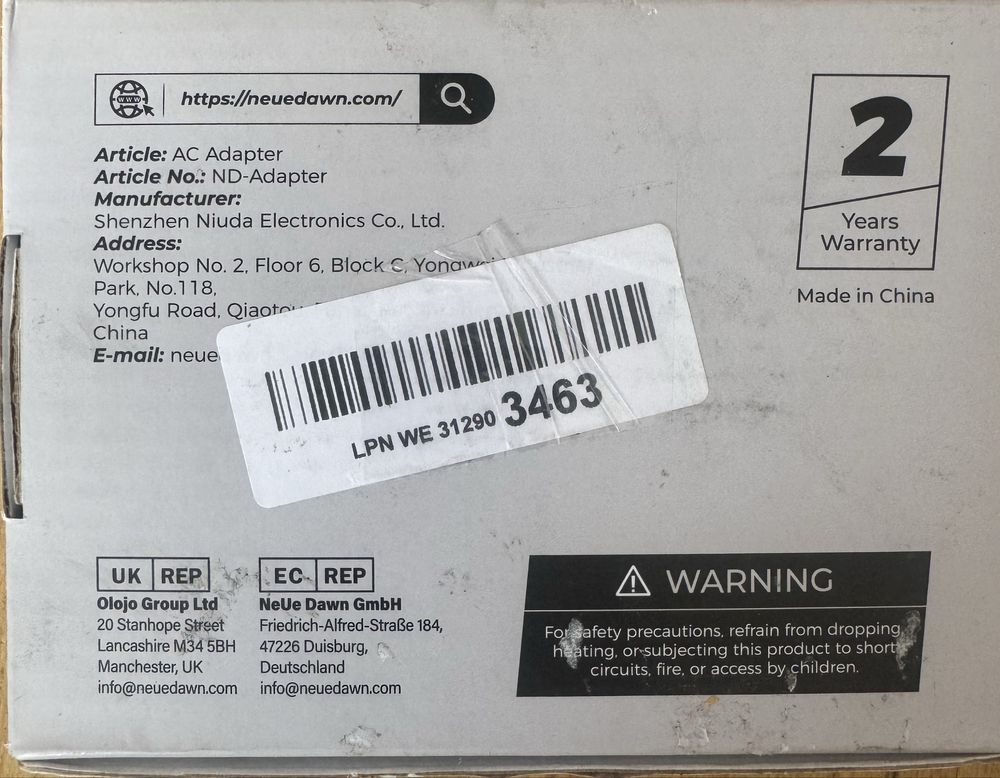 https://neuedawn.com/
Article: AC Adapter
Article No.: ND-Adapter
Manufacturer:
Shenzhen Niuda Electronics Co., Ltd.
Address:
Workshop No. 2, Floor 6, Block C,
Park, No.118,
Yongfu Road,
China
E-mail:
2
Years
Warranty
Made in China
LPN WE 31290 3463
UK REP
Olojo Group Ltd
20 Stanhope Street
Lancashire M34 5BH
Manchester, UK
info@neuedawn.com
EC REP
NeUe Dawn GmbH
Friedrich-Alfred-Straße 184,
47226 Duisburg,
Deutschland
info@neuedawn.com
WARNING
For safety precautions, refrain from dropping
heating, or subjecting this product to short
circuits, fire, or access by children.